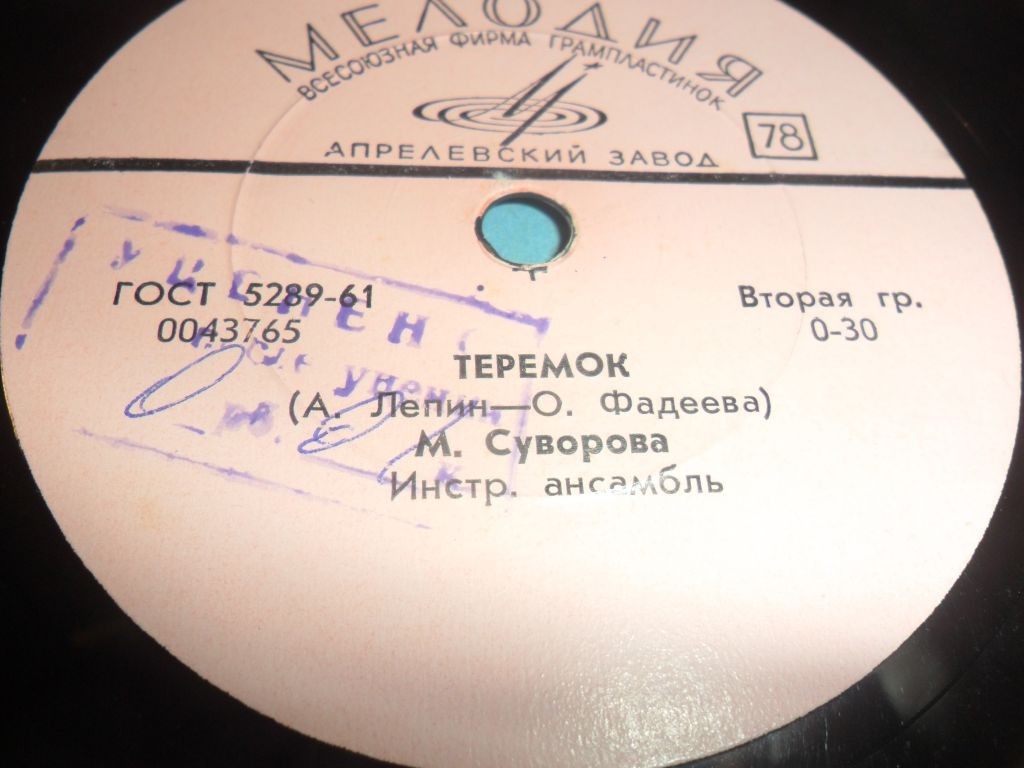 МЕЛОДИЯ
ВСЕСОЮЗНАЯ ФИРМА ГРАМПЛАСТИНОК
78
АПРЕЛЕВСКИЙ ЗАВОД
ГОСТ 5289-61
0043765
Вторая гр.
0-30
ТЕРЕМОК
(А. Лепин—О. Фадеева)
М. Суворова
Инстр. ансамбль